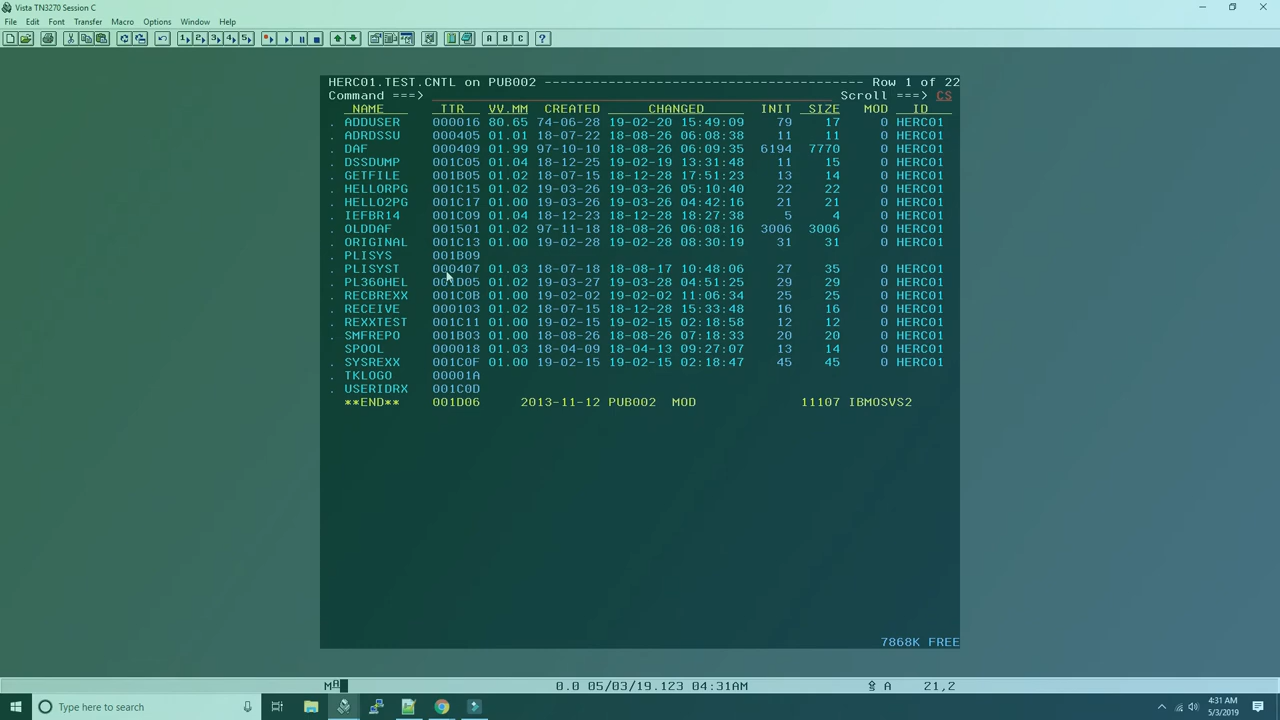 Vista TN3270 Session C
File Edit Font Transfer Macro Options Window Help
1 2 3 4 5 A B C ?
HERC01.TEST.CNTL on PUB002 ---------------------------------------- Row 1 of 22
Command ===> Scroll ===> CS
NAME TTR VV.MM CREATED CHANGED INIT SIZE MOD ID
. ADDUSER 000016 80.65 74-06-28 19-02-20 15:49:09 79 17 0 HERC01
. ADRDSSU 000405 01.01 18-07-22 18-08-26 06:08:38 11 11 0 HERC01
. DAF 000409 01.99 97-10-10 18-08-26 06:09:35 6194 7770 0 HERC01
. DSSDUMP 001C05 01.04 18-12-25 19-02-19 13:31:48 11 15 0 HERC01
. GETFILE 001B05 01.02 18-07-15 18-12-28 17:51:23 13 14 0 HERC01
. HELLORPG 001C15 01.02 19-03-26 19-03-26 05:10:40 22 22 0 HERC01
. HELLO2PG 001C17 01.00 19-03-26 19-03-26 04:42:16 21 21 0 HERC01
. IEFBR14 001C09 01.04 18-12-23 18-12-28 18:27:38 5 4 0 HERC01
. OLDDAF 001501 01.02 97-11-18 18-08-26 06:08:16 3006 3006 0 HERC01
. ORIGINAL 001C13 01.00 19-02-28 19-02-28 08:30:19 31 31 0 HERC01
. PLISYS 001B09
. PLISYST 000407 01.03 18-07-18 18-08-17 10:48:06 27 35 0 HERC01
. PL360HEL 001D05 01.02 19-03-27 19-03-28 04:51:25 29 29 0 HERC01
. RECBREXX 001C0B 01.00 19-02-02 19-02-02 11:06:34 25 25 0 HERC01
. RECEIVE 000103 01.02 18-07-15 18-12-28 15:33:48 16 16 0 HERC01
. REXXTEST 001C11 01.00 19-02-15 19-02-15 02:18:58 12 12 0 HERC01
. SMFREPO 001B03 01.00 18-08-26 18-08-26 07:18:33 20 20 0 HERC01
. SPOOL 000018 01.03 18-04-09 18-04-13 09:27:07 13 14 0 HERC01
. SYSREXX 001C0F 01.00 19-02-15 19-02-15 02:18:47 45 45 0 HERC01
. TKLOGO 00001A
. USERIDRX 001C0D
**END** 001D06 2013-11-12 PUB002 MOD 11107 IBMOSVS2
7868K FREE
MA 0.0 05/03/19.123 04:31AM A 21,2
Type here to search
4:31 AM
5/3/2019